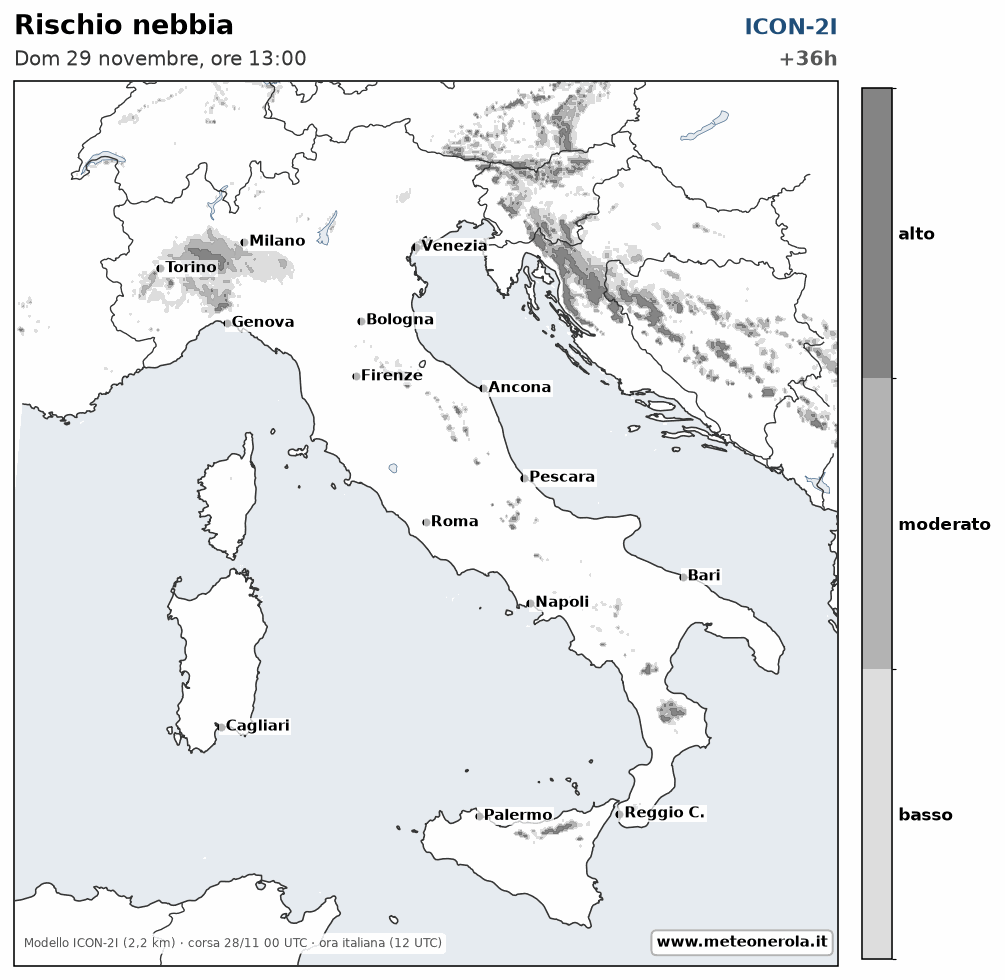 Rischio nebbia
ICON-2I
Dom 29 novembre, ore 13:00
+36h
Milano
Venezia
Torino
Genova
Bologna
Firenze
Ancona
Pescara
Roma
Bari
Napoli
Cagliari
Palermo
Reggio C.
alto
moderato
basso
Modello ICON-2I (2,2 km) · corsa 28/11 00 UTC · ora italiana (12 UTC)
www.meteonerola.it